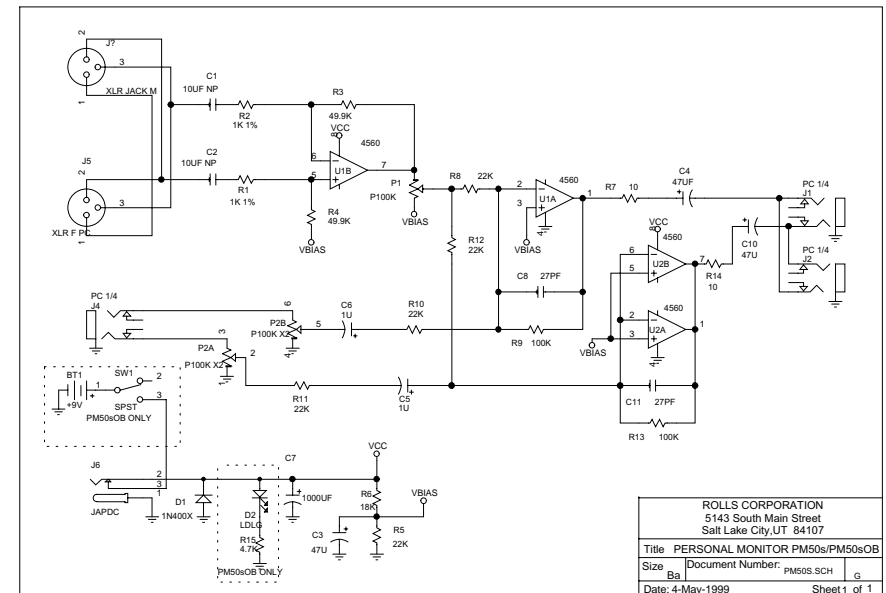 2
J?
3
XLR JACK M
1
C1
10UF NP
R2
1K 1%
R3
49.9K
VCC
8
4560
6
5
U1B
7
C2
10UF NP
R1
1K 1%
J5
2
3
XLR F PC
1
R4
49.9K
VBIAS
P1
P100K
VBIAS
R8
22K
R12
22K
4560
2
3
U1A
1
4
VBIAS
R7
10
C4
47UF
PC 1/4
J1
VCC
8
4560
6
5
U2B
7
R14
10
C10
47U
PC 1/4
J2
C8
27PF
R9
100K
4560
2
3
U2A
1
4
VBIAS
C11
27PF
R13
100K
PC 1/4
J4
6
P2B
P100K X2
5
4
C6
1U
R10
22K
3
P2A
P100K X2
2
1
R11
22K
C5
1U
BT1
+9V
1
SW1
2
3
SPST
PM50sOB ONLY
J6
2
3
1
JAPDC
D1
1N400X
D2
LDLG
R15
4.7K
PM50sOB ONLY
C7
1000UF
VCC
R6
18K
VBIAS
C3
47U
R5
22K
ROLLS CORPORATION
5143 South Main Street
Salt Lake City,UT 84107
Title PERSONAL MONITOR PM50s/PM50sOB
Size Ba Document Number: PM50S.SCH G
Date: 4-May-1999 Sheet 1 of 1